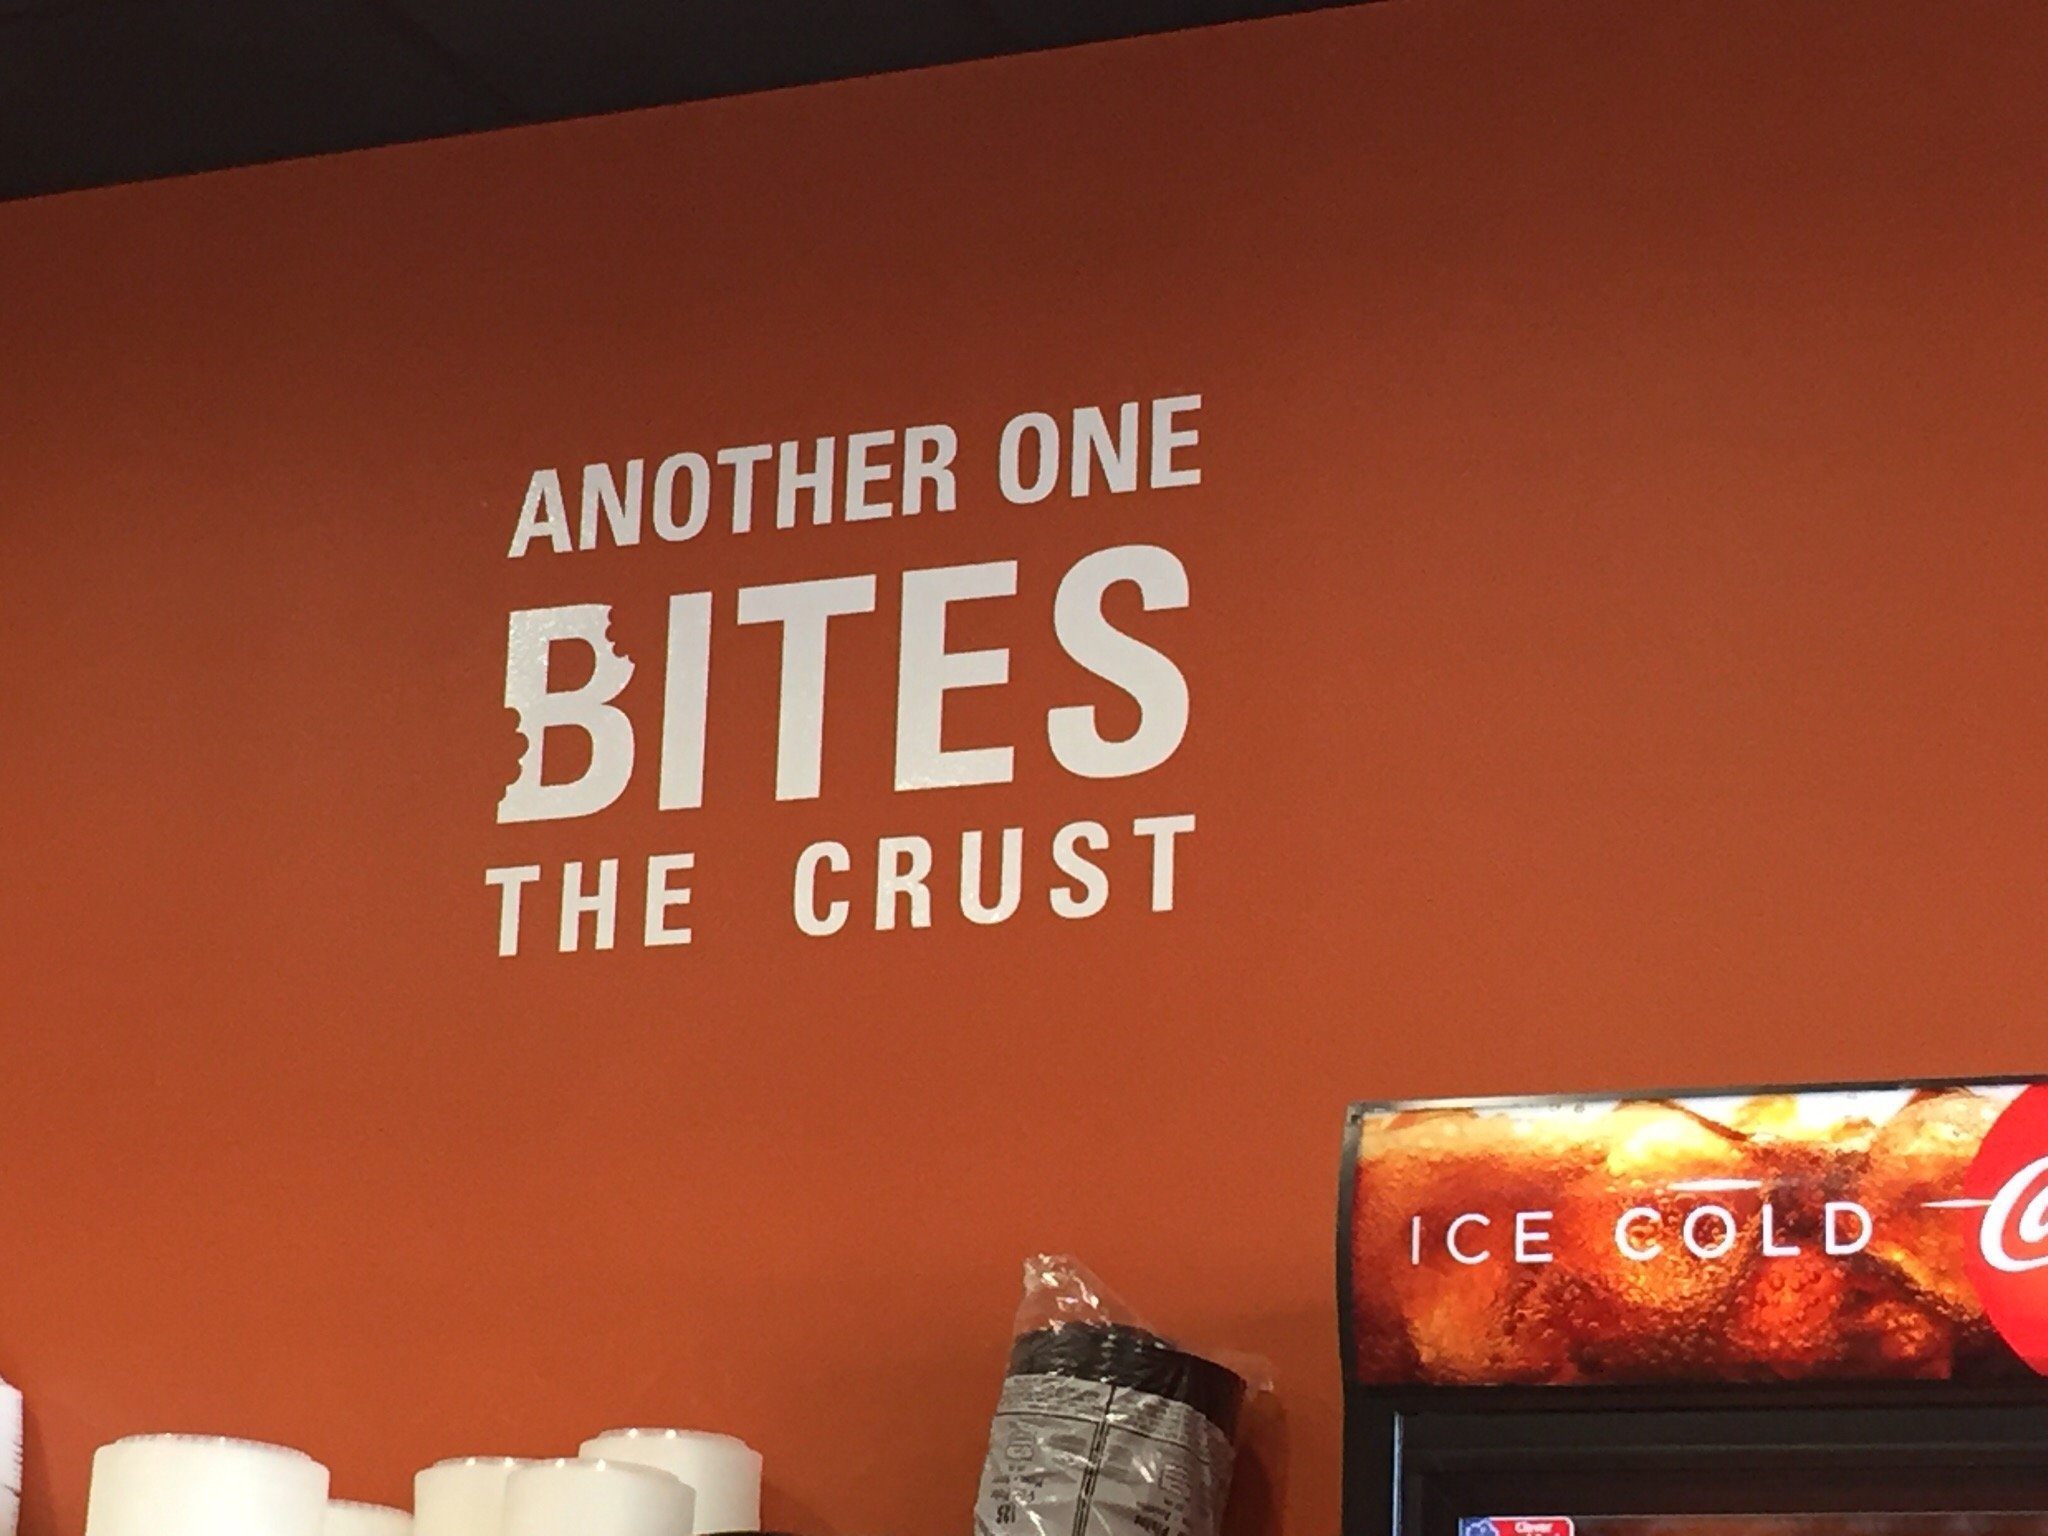 ANOTHER ONE
BITES
THE CRUST
ICE COLD